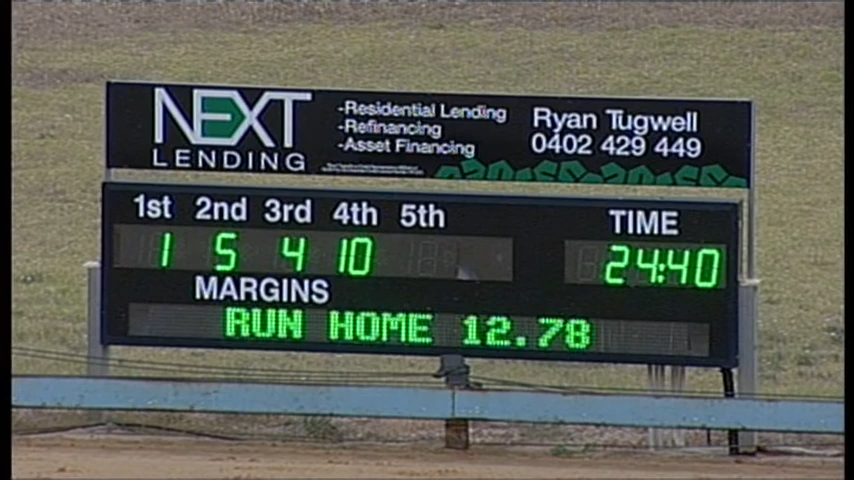 NEXT
LENDING
-Residential Lending
-Refinancing
-Asset Financing
Ryan Tugwell
0402 429 449
1st 2nd 3rd 4th 5th TIME
1 5 4 10 24:40
MARGINS
RUN HOME 12.78